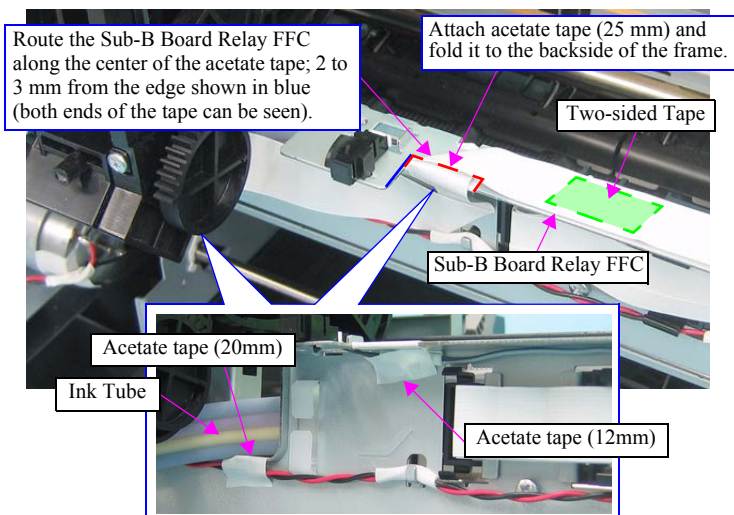 Route the Sub-B Board Relay FFC
along the center of the acetate tape; 2 to
3 mm from the edge shown in blue
(both ends of the tape can be seen).
Attach acetate tape (25 mm) and
fold it to the backside of the frame.
Two-sided Tape
Sub-B Board Relay FFC
Acetate tape (20mm)
Ink Tube
Acetate tape (12mm)